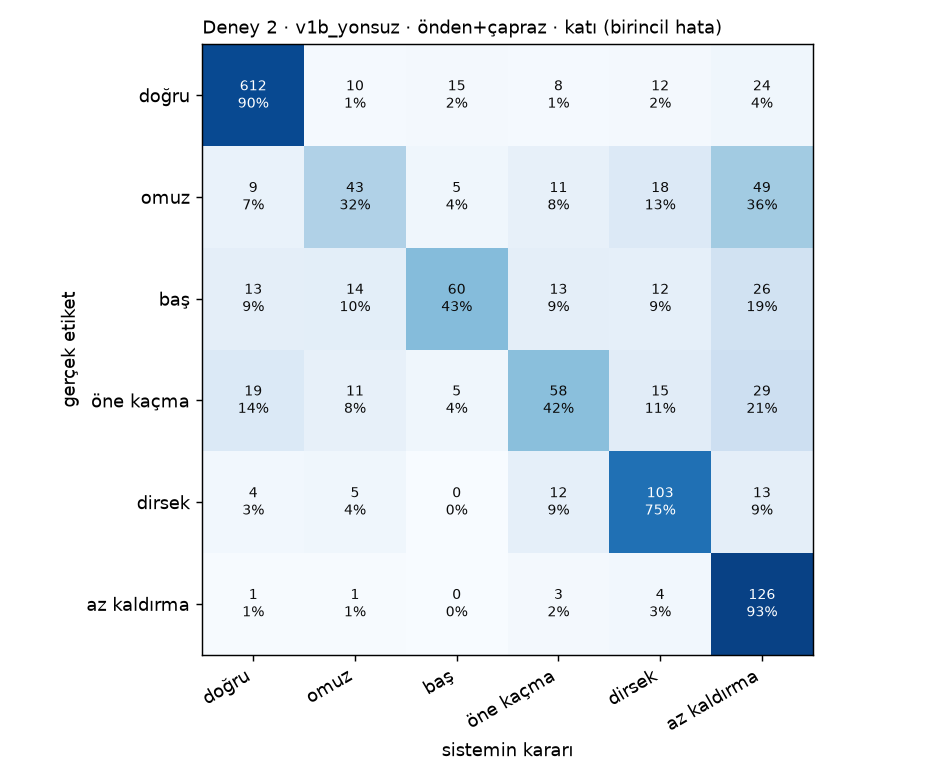 Deney 2 · v1b_yonsuz · önden+çapraz · katı (birincil hata)
gerçek etiket
doğru
612 10 15 8 12 24
90% 1% 2% 1% 2% 4%
omuz
9 43 5 11 18 49
7% 32% 4% 8% 13% 36%
baş
13 14 60 13 12 26
9% 10% 43% 9% 9% 19%
öne kaçma
19 11 5 58 15 29
14% 8% 4% 42% 11% 21%
dirsek
4 5 0 12 103 13
3% 4% 0% 9% 75% 9%
az kaldırma
1 1 0 3 4 126
1% 1% 0% 2% 3% 93%
doğru omuz baş öne kaçma dirsek az kaldırma
sistemin kararı